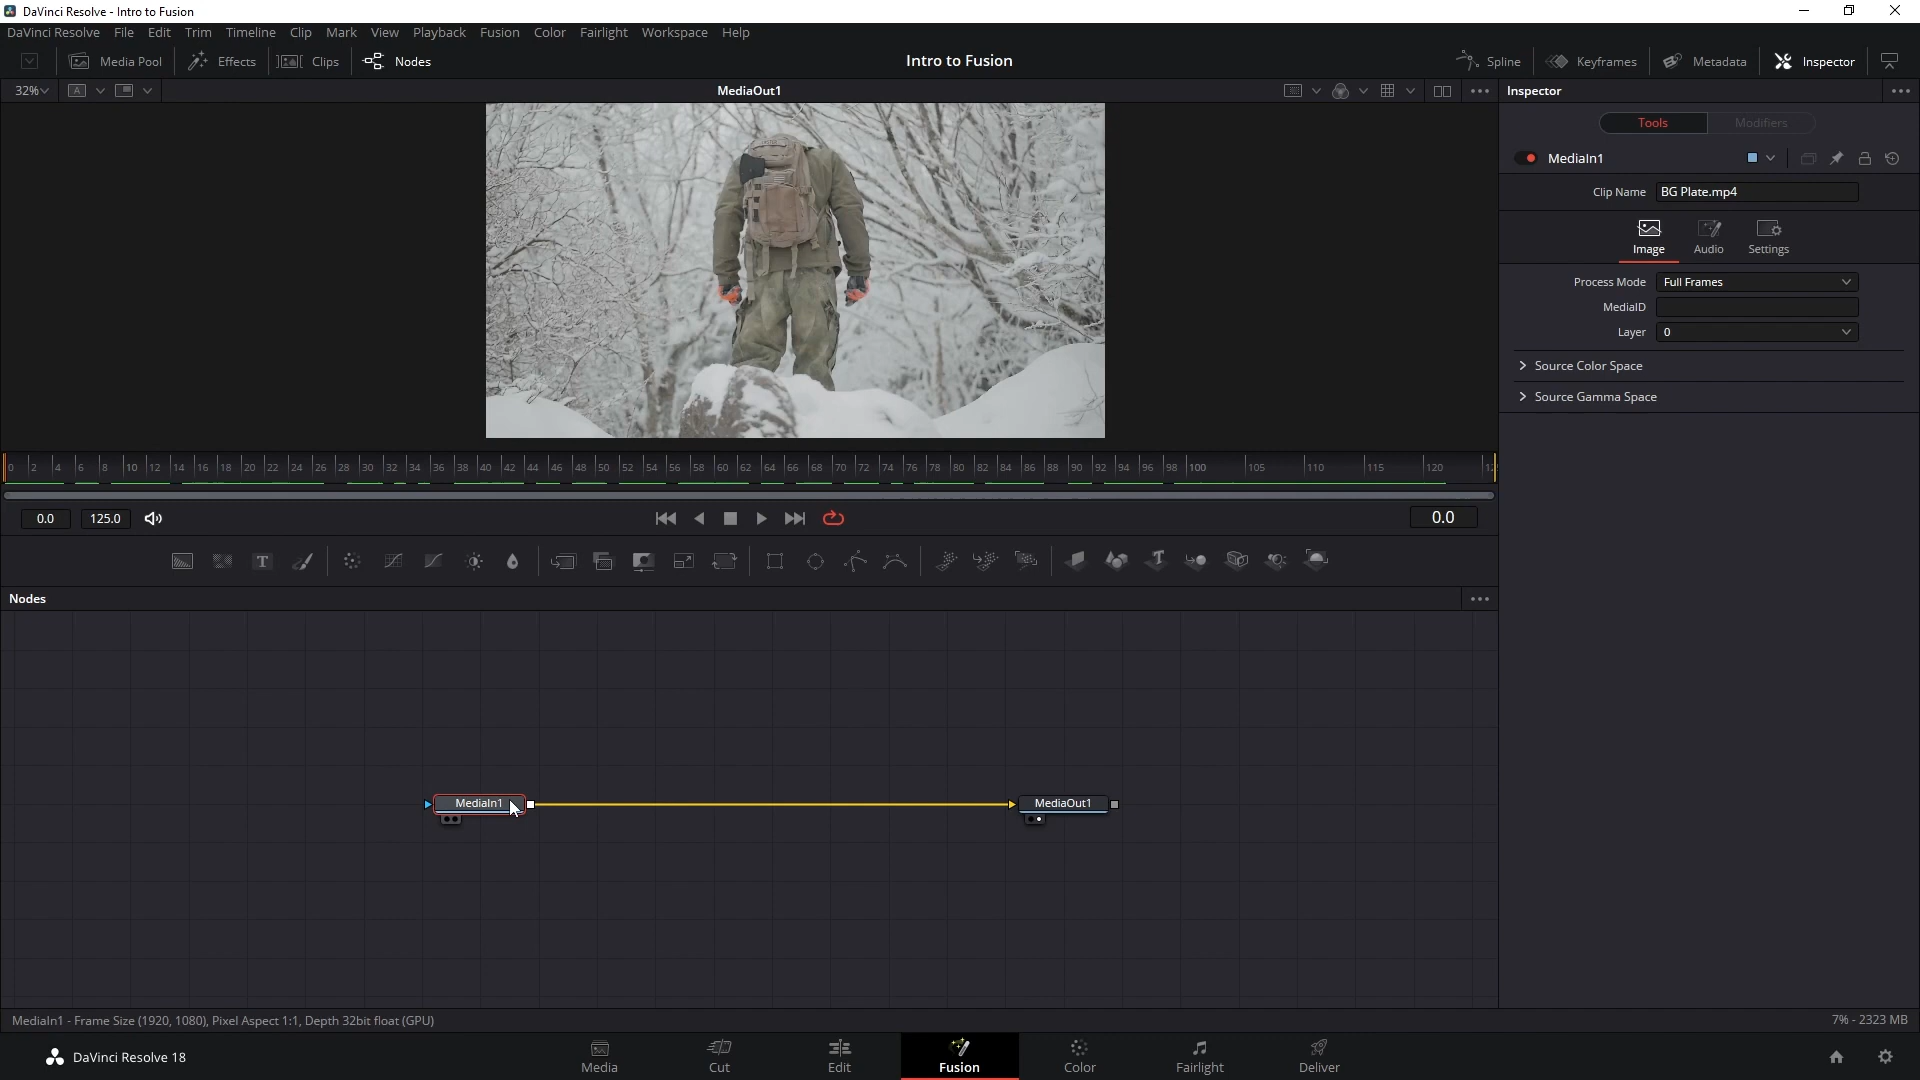 DaVinci Resolve - Intro to Fusion
DaVinci Resolve File Edit Trim Timeline Clip Mark View Playback Fusion Color Fairlight Workspace Help
Media Pool Effects Clips Nodes Intro to Fusion Spline Keyframes Metadata Inspector
32% A MediaOut1 Inspector
Tools Modifiers
MediaIn1
Clip Name BG Plate.mp4
Image Audio Settings
Process Mode Full Frames
MediaID
Layer 0
Source Color Space
Source Gamma Space
0 2 4 6 8 10 12 14 16 18 20 22 24 26 28 30 32 34 36 38 40 42 44 46 48 50 52 54 56 58 60 62 64 66 68 70 72 74 76 78 80 82 84 86 88 90 92 94 96 98 100 105 110 115 120
0.0 125.0 0.0
Nodes
MediaIn1 MediaOut1
MediaIn1 - Frame Size (1920, 1080), Pixel Aspect 1:1, Depth 32bit float (GPU) 7% - 2323 MB
DaVinci Resolve 18 Media Cut Edit Fusion Color Fairlight Deliver